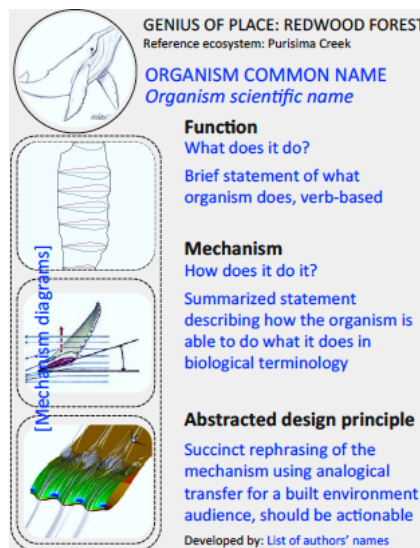 GENIUS OF PLACE: REDWOOD FOREST
Reference ecosystem: Purisima Creek
ORGANISM COMMON NAME
Organism scientific name
Function
What does it do?
Brief statement of what
organism does, verb-based
Mechanism
How does it do it?
Summarized statement
describing how the organism is
able to do what it does in
biological terminology
[Mechanism diagrams]
Abstracted design principle
Succinct rephrasing of the
mechanism using analogical
transfer for a built environment
audience, should be actionable
Developed by: List of authors' names